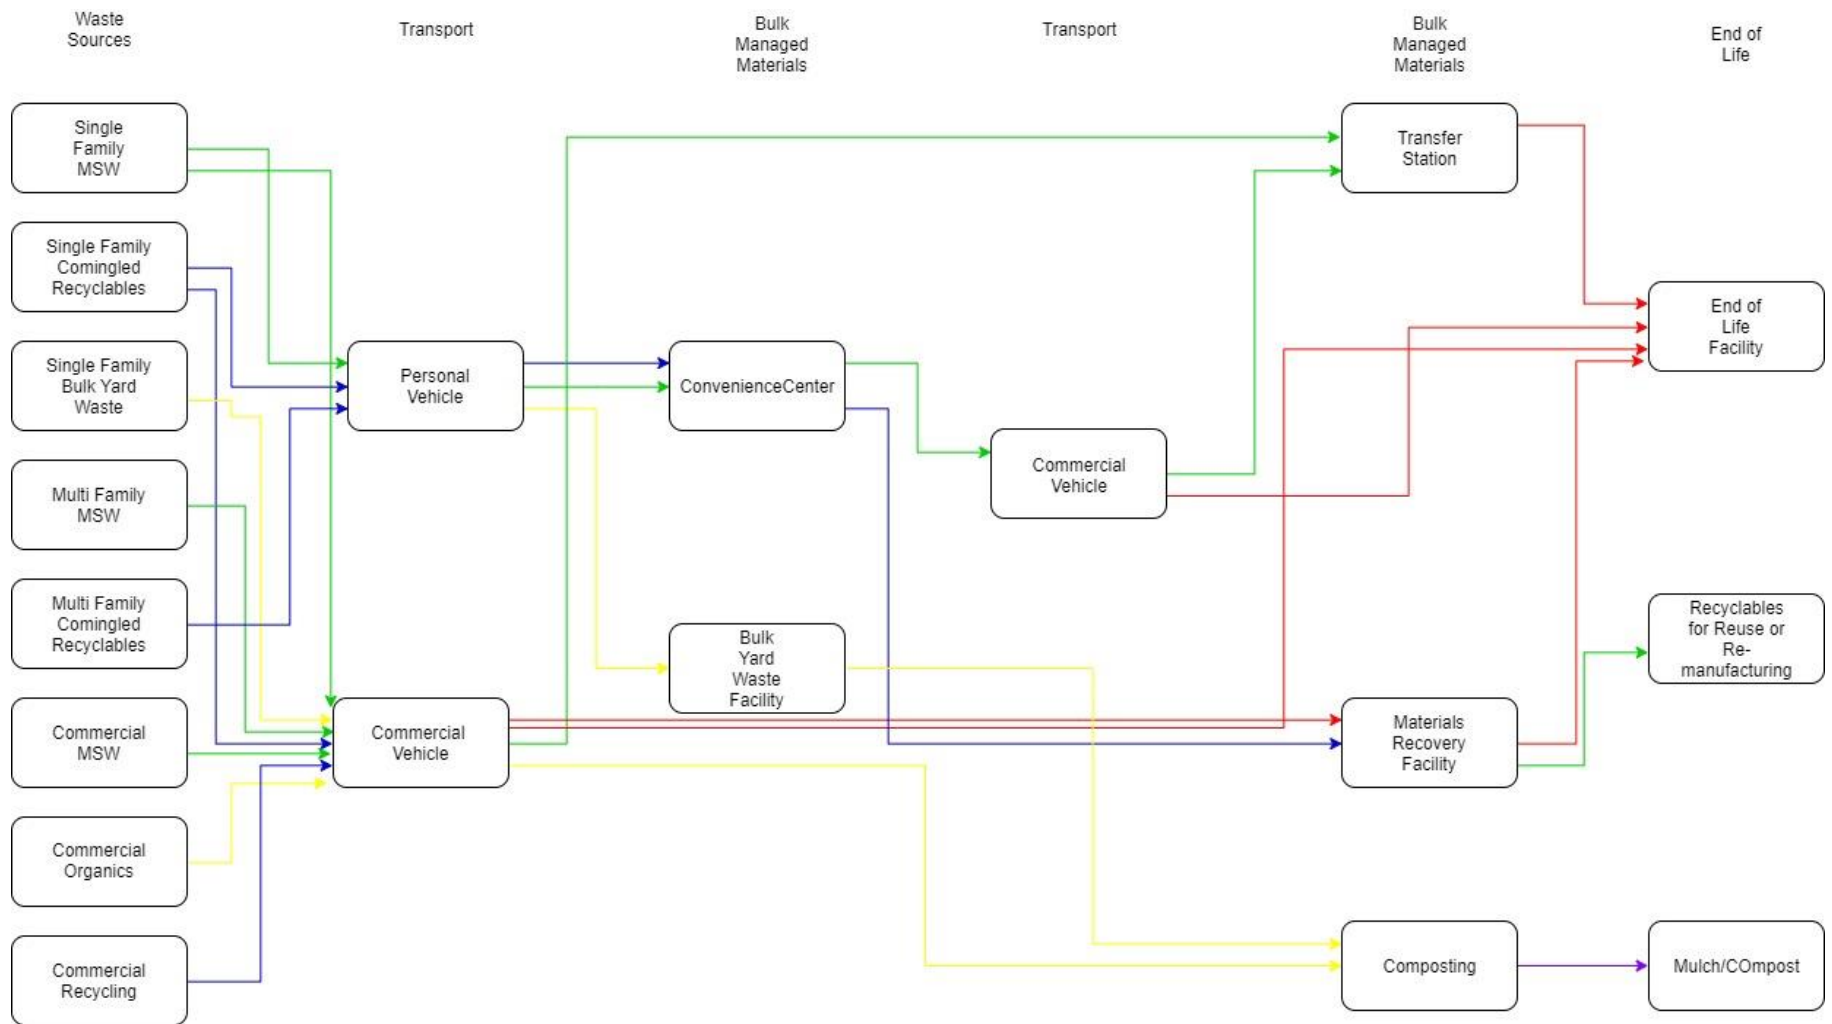 Waste
Sources
Transport
Bulk
Managed
Materials
Transport
Bulk
Managed
Materials
End of
Life
Single
Family
MSW
Single Family
Comingled
Recyclables
Single Family
Bulk Yard
Waste
Multi Family
MSW
Multi Family
Comingled
Recyclables
Commercial
MSW
Commercial
Organics
Commercial
Recycling
Personal
Vehicle
Commercial
Vehicle
ConvenienceCenter
Bulk
Yard
Waste
Facility
Commercial
Vehicle
Transfer
Station
Materials
Recovery
Facility
Composting
End of
Life
Facility
Recyclables
for Reuse or
Re-
manufacturing
Mulch/COmpost